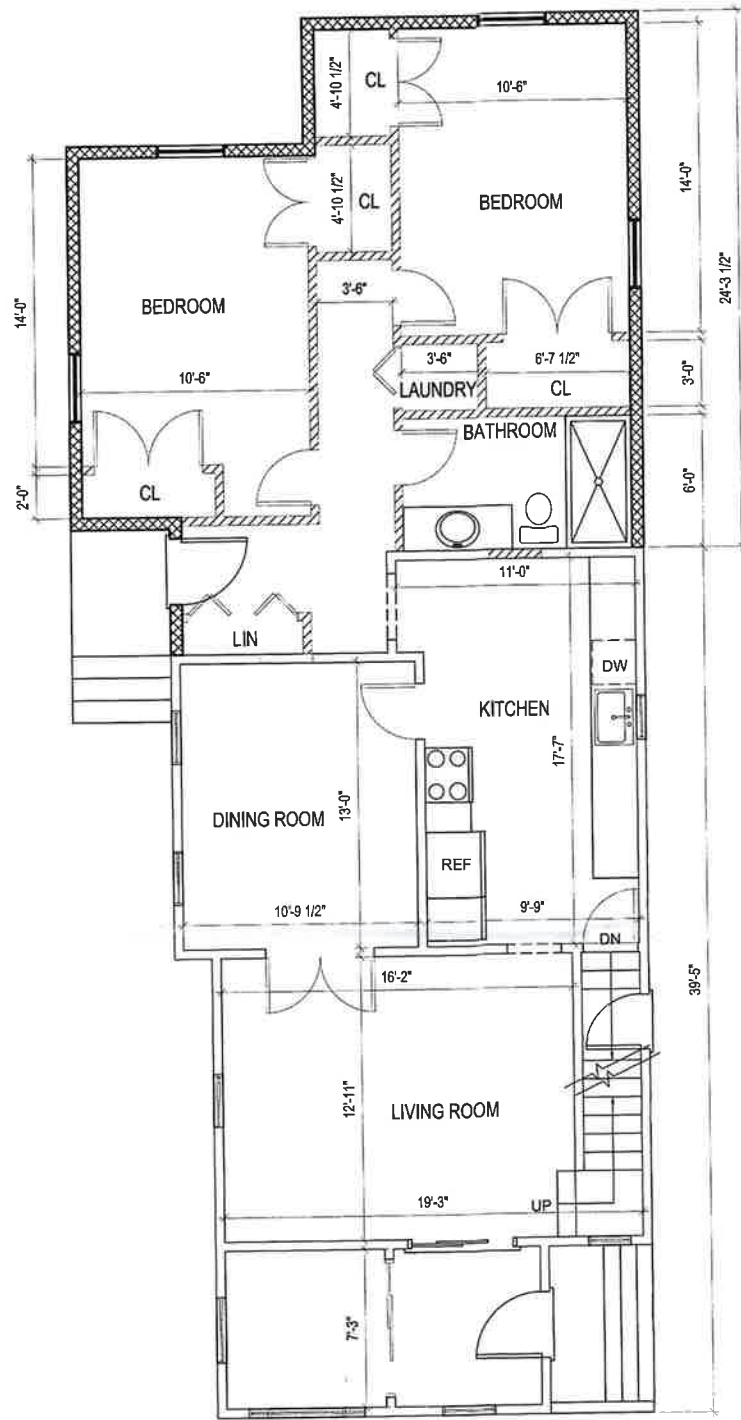 4'-10 1/2"
CL
10'-6"
4'-10 1/2"
CL
BEDROOM
14'-0"
24'-3 1/2"
14'-0"
BEDROOM
3'-6"
10'-6"
3'-6"
6'-7 1/2"
3'-0"
LAUNDRY
CL
BATHROOM
CL
2'-0"
6'-0"
11'-0"
LIN
DW
KITCHEN
17'-7"
DINING ROOM
13'-0"
REF
10'-9 1/2"
9'-9"
DN
16'-2"
39'-5"
12'-11"
LIVING ROOM
19'-3"
UP
7'-3"